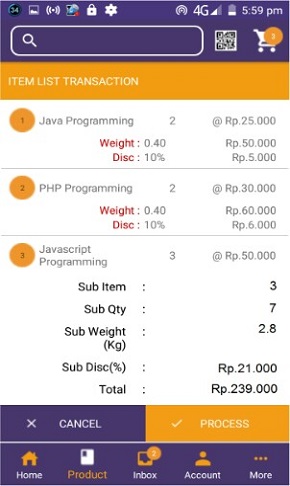 34
4G
5:59 pm
3
ITEM LIST TRANSACTION
1 Java Programming 2 @ Rp.25.000
Weight : 0.40 Rp.50.000
Disc : 10% Rp.5.000
2 PHP Programming 2 @ Rp.30.000
Weight : 0.40 Rp.60.000
Disc : 10% Rp.6.000
3 Javascript Programming 3 @ Rp.50.000
Sub Item : 3
Sub Qty : 7
Sub Weight (Kg) : 2.8
Sub Disc(%) : Rp.21.000
Total : Rp.239.000
CANCEL PROCESS
2
Home Product Inbox Account More